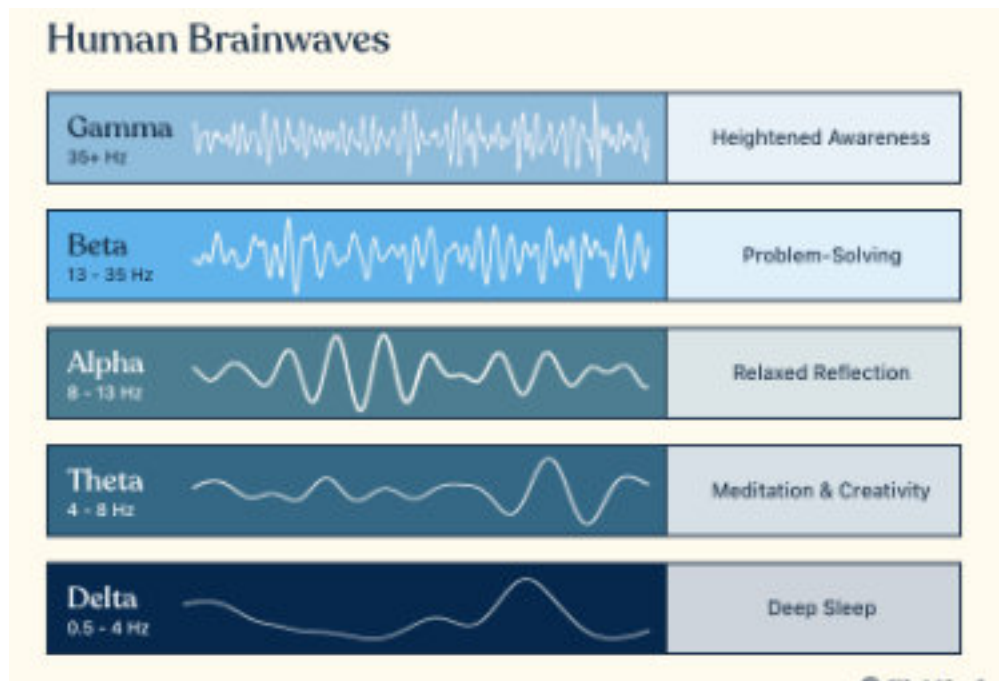 Human Brainwaves
Gamma
35+ Hz
Heightened Awareness
Beta
13 - 35 Hz
Problem-Solving
Alpha
8 - 13 Hz
Relaxed Reflection
Theta
4 - 8 Hz
Meditation & Creativity
Delta
0.5 - 4 Hz
Deep Sleep